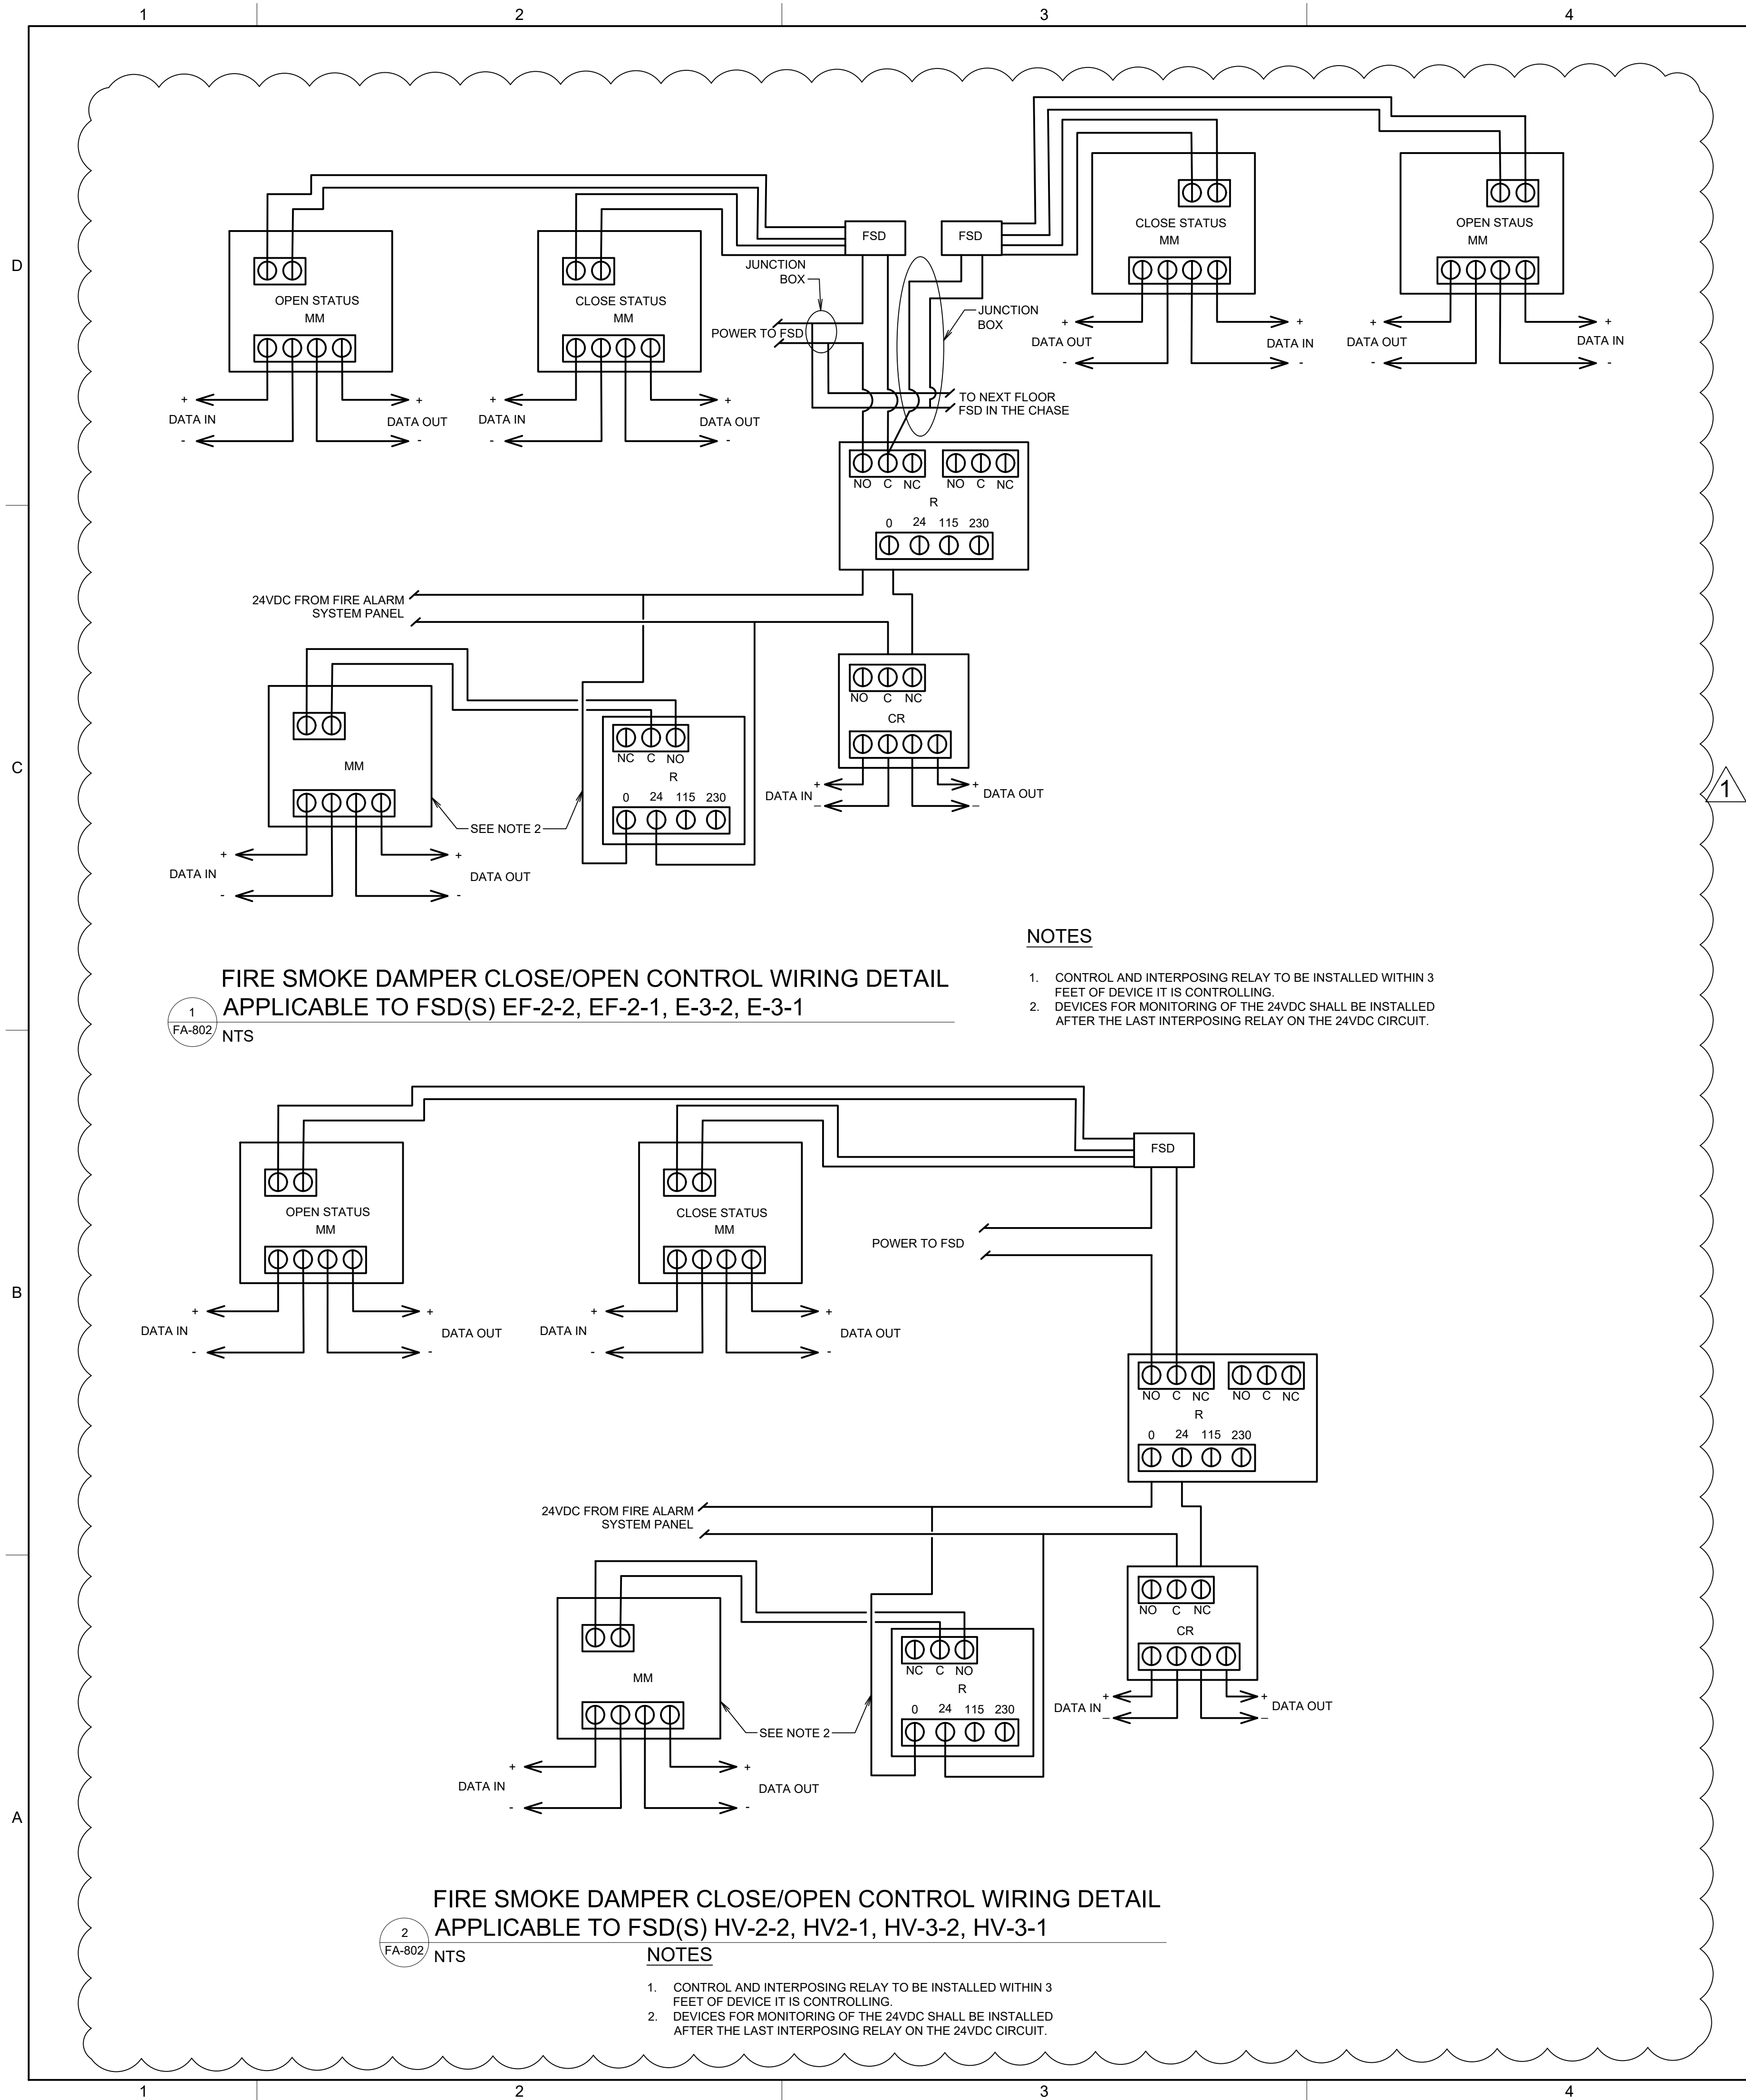 1 2 3 4
D
C
B
A
OPEN STATUS
MM
+
DATA IN
-
+
DATA OUT
-
CLOSE STATUS
MM
+
DATA IN
-
+
DATA OUT
-
FSD
FSD
JUNCTION
BOX
POWER TO FSD
JUNCTION
BOX
TO NEXT FLOOR
FSD IN THE CHASE
CLOSE STATUS
MM
+
DATA OUT
-
+
DATA IN
-
OPEN STAUS
MM
+
DATA OUT
-
+
DATA IN
-
NO C NC NO C NC
R
0 24 115 230
24VDC FROM FIRE ALARM
SYSTEM PANEL
NO C NC
CR
+
DATA IN
–
+
DATA OUT
–
MM
+
DATA IN
-
+
DATA OUT
-
SEE NOTE 2
NC C NO
R
0 24 115 230
1
FIRE SMOKE DAMPER CLOSE/OPEN CONTROL WIRING DETAIL
APPLICABLE TO FSD(S) EF-2-2, EF-2-1, E-3-2, E-3-1
1
FA-802
NTS
NOTES
1. CONTROL AND INTERPOSING RELAY TO BE INSTALLED WITHIN 3
FEET OF DEVICE IT IS CONTROLLING.
2. DEVICES FOR MONITORING OF THE 24VDC SHALL BE INSTALLED
AFTER THE LAST INTERPOSING RELAY ON THE 24VDC CIRCUIT.
OPEN STATUS
MM
+
DATA IN
-
+
DATA OUT
-
CLOSE STATUS
MM
+
DATA IN
-
+
DATA OUT
-
FSD
POWER TO FSD
NO C NC NO C NC
R
0 24 115 230
24VDC FROM FIRE ALARM
SYSTEM PANEL
NO C NC
CR
+
DATA IN
–
+
DATA OUT
–
MM
+
DATA IN
-
+
DATA OUT
-
SEE NOTE 2
NC C NO
R
0 24 115 230
FIRE SMOKE DAMPER CLOSE/OPEN CONTROL WIRING DETAIL
APPLICABLE TO FSD(S) HV-2-2, HV2-1, HV-3-2, HV-3-1
2
FA-802
NTS
NOTES
1. CONTROL AND INTERPOSING RELAY TO BE INSTALLED WITHIN 3
FEET OF DEVICE IT IS CONTROLLING.
2. DEVICES FOR MONITORING OF THE 24VDC SHALL BE INSTALLED
AFTER THE LAST INTERPOSING RELAY ON THE 24VDC CIRCUIT.
1 2 3 4